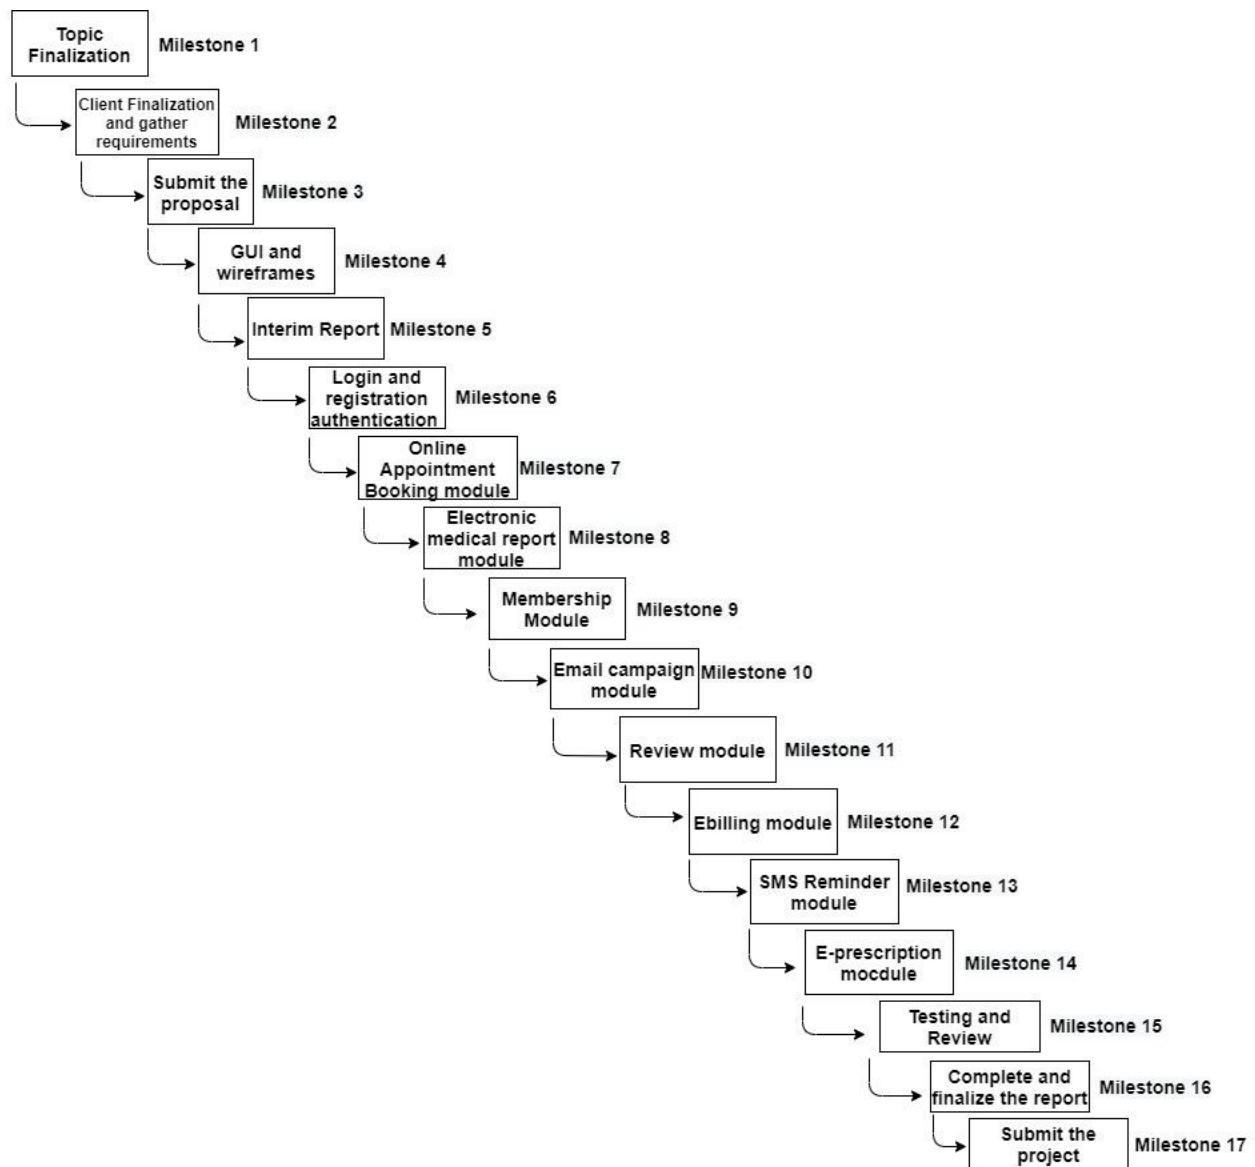 Topic
Finalization
Milestone 1
Client Finalization
and gather
requirements
Milestone 2
Submit the
proposal
Milestone 3
GUI and
wireframes
Milestone 4
Interim Report
Milestone 5
Login and
registration
authentication
Milestone 6
Online
Appointment
Booking module
Milestone 7
Electronic
medical report
module
Milestone 8
Membership
Module
Milestone 9
Email campaign
module
Milestone 10
Review module
Milestone 11
Ebilling module
Milestone 12
SMS Reminder
module
Milestone 13
E-prescription
mocdule
Milestone 14
Testing and
Review
Milestone 15
Complete and
finalize the report
Milestone 16
Submit the
project
Milestone 17